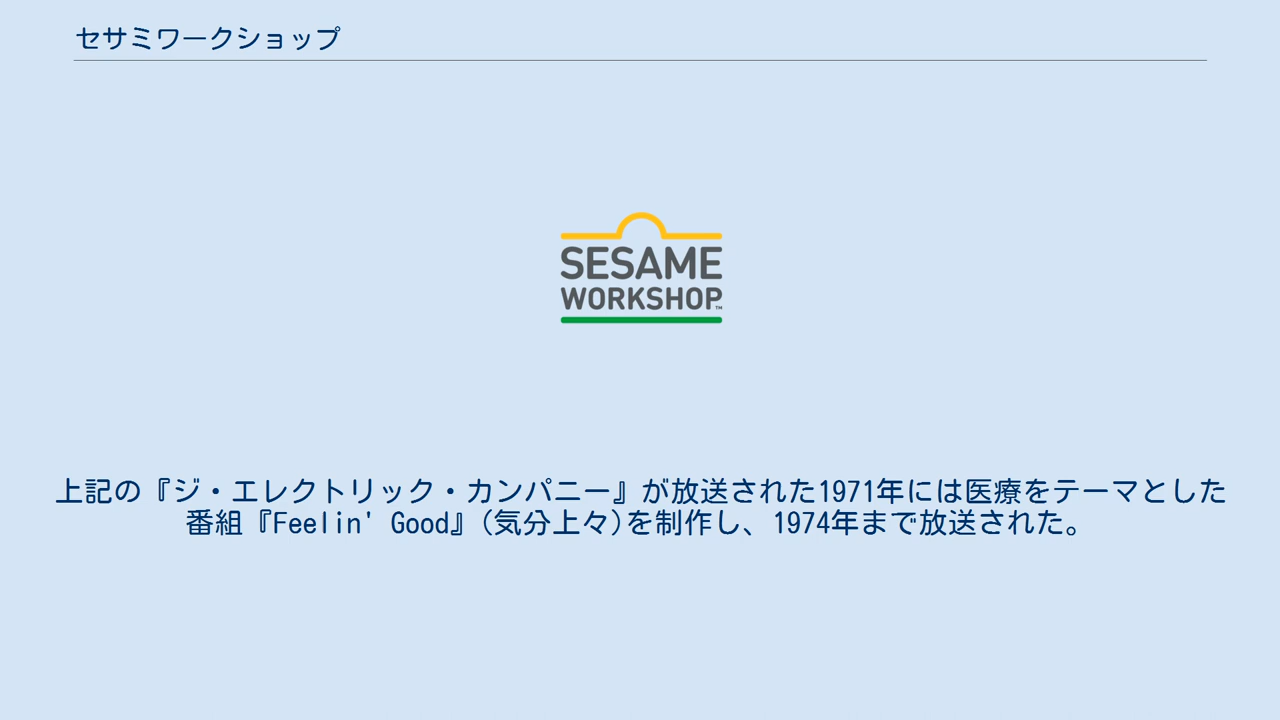 セサミワークショップ
SESAME
WORKSHOP™
上記の『ジ・エレクトリック・カンパニー』が放送された1971年には医療をテーマとした
番組『Feelin' Good』(気分上々)を制作し、1974年まで放送された。